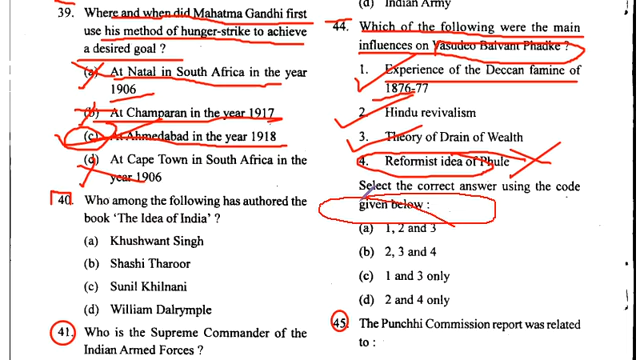 39. Where and when did Mahatma Gandhi first
use his method of hunger-strike to achieve
a desired goal ?
(a) At Natal in South Africa in the year
1906
(b) At Champaran in the year 1917
(c) At Ahmedabad in the year 1918
(d) At Cape Town in South Africa in the
year 1906
40. Who among the following has authored the
book ‘The Idea of India’ ?
(a) Khushwant Singh
(b) Shashi Tharoor
(c) Sunil Khilnani
(d) William Dalrymple
41. Who is the Supreme Commander of the
Indian Armed Forces ?
(d) Indian Army
44. Which of the following were the main
influences on Vasudeo Balvant Phadke ?
1. Experience of the Deccan famine of
1876-77
2. Hindu revivalism
3. Theory of Drain of Wealth
4. Reformist idea of Phule
Select the correct answer using the code
given below :
(a) 1, 2 and 3
(b) 2, 3 and 4
(c) 1 and 3 only
(d) 2 and 4 only
45. The Punchhi Commission report was related
to :